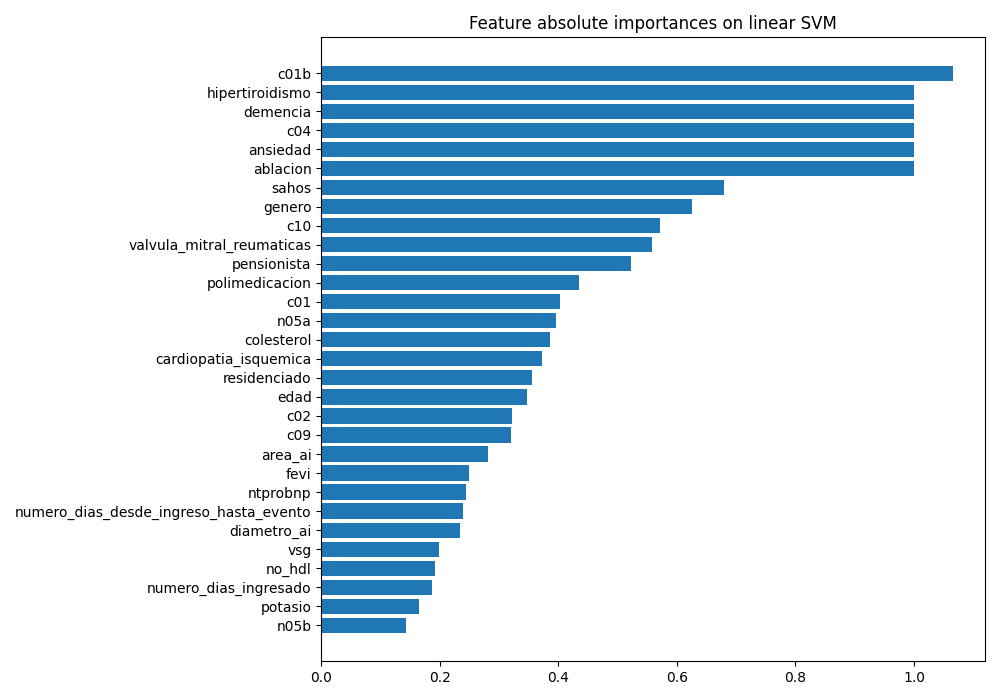 Feature absolute importances on linear SVM
c01b
hipertiroidismo
demencia
c04
ansiedad
ablacion
sahos
genero
c10
valvula_mitral_reumaticas
pensionista
polimedicacion
c01
n05a
colesterol
cardiopatia_isquemica
residenciado
edad
c02
c09
area_ai
fevi
ntprobnp
numero_dias_desde_ingreso_hasta_evento
diametro_ai
vsg
no_hdl
numero_dias_ingresado
potasio
n05b
0.0 0.2 0.4 0.6 0.8 1.0